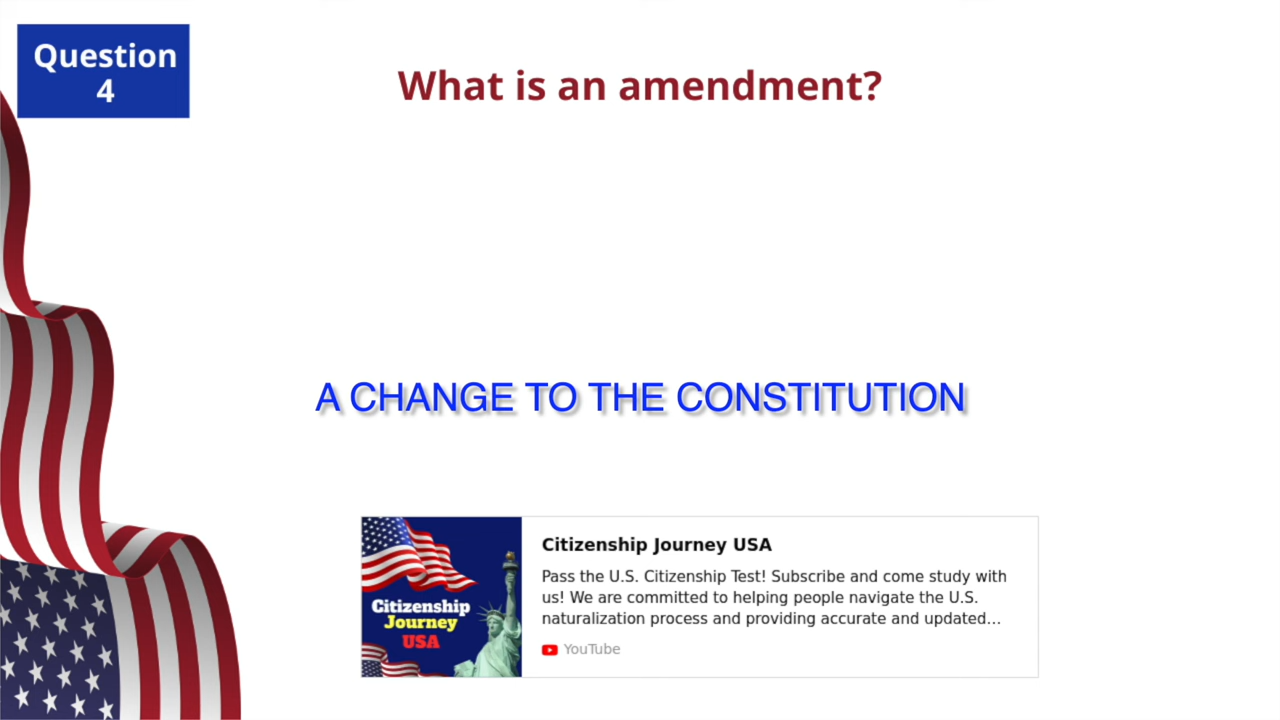 Question
4
What is an amendment?
A CHANGE TO THE CONSTITUTION
Citizenship
Journey
USA
Citizenship Journey USA
Pass the U.S. Citizenship Test! Subscribe and come study with
us! We are committed to helping people navigate the U.S.
naturalization process and providing accurate and updated...
YouTube